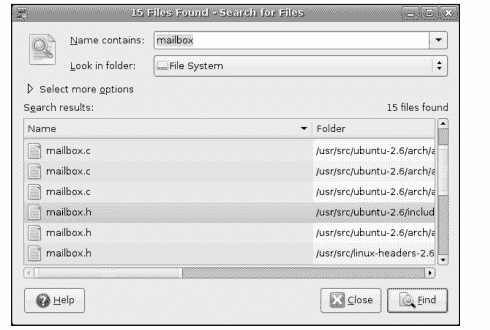 15 Files Found - Search for Files
Name contains: mailbox
Look in folder: File System
Select more options
Search results: 15 files found
Name Folder
mailbox.c /usr/src/ubuntu-2.6/arch/a
mailbox.c /usr/src/ubuntu-2.6/arch/a
mailbox.c /usr/src/ubuntu-2.6/arch/a
mailbox.h /usr/src/ubuntu-2.6/includ
mailbox.h /usr/src/ubuntu-2.6/arch/a
mailbox.h /usr/src/linux-headers-2.6
Help Close Find